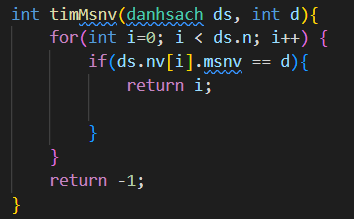 int timMsnv(danhsach ds, int d){
    for(int i=0; i < ds.n; i++) {
        if(ds.nv[i].msnv == d){
            return i;

        }
    }
    return -1;
}